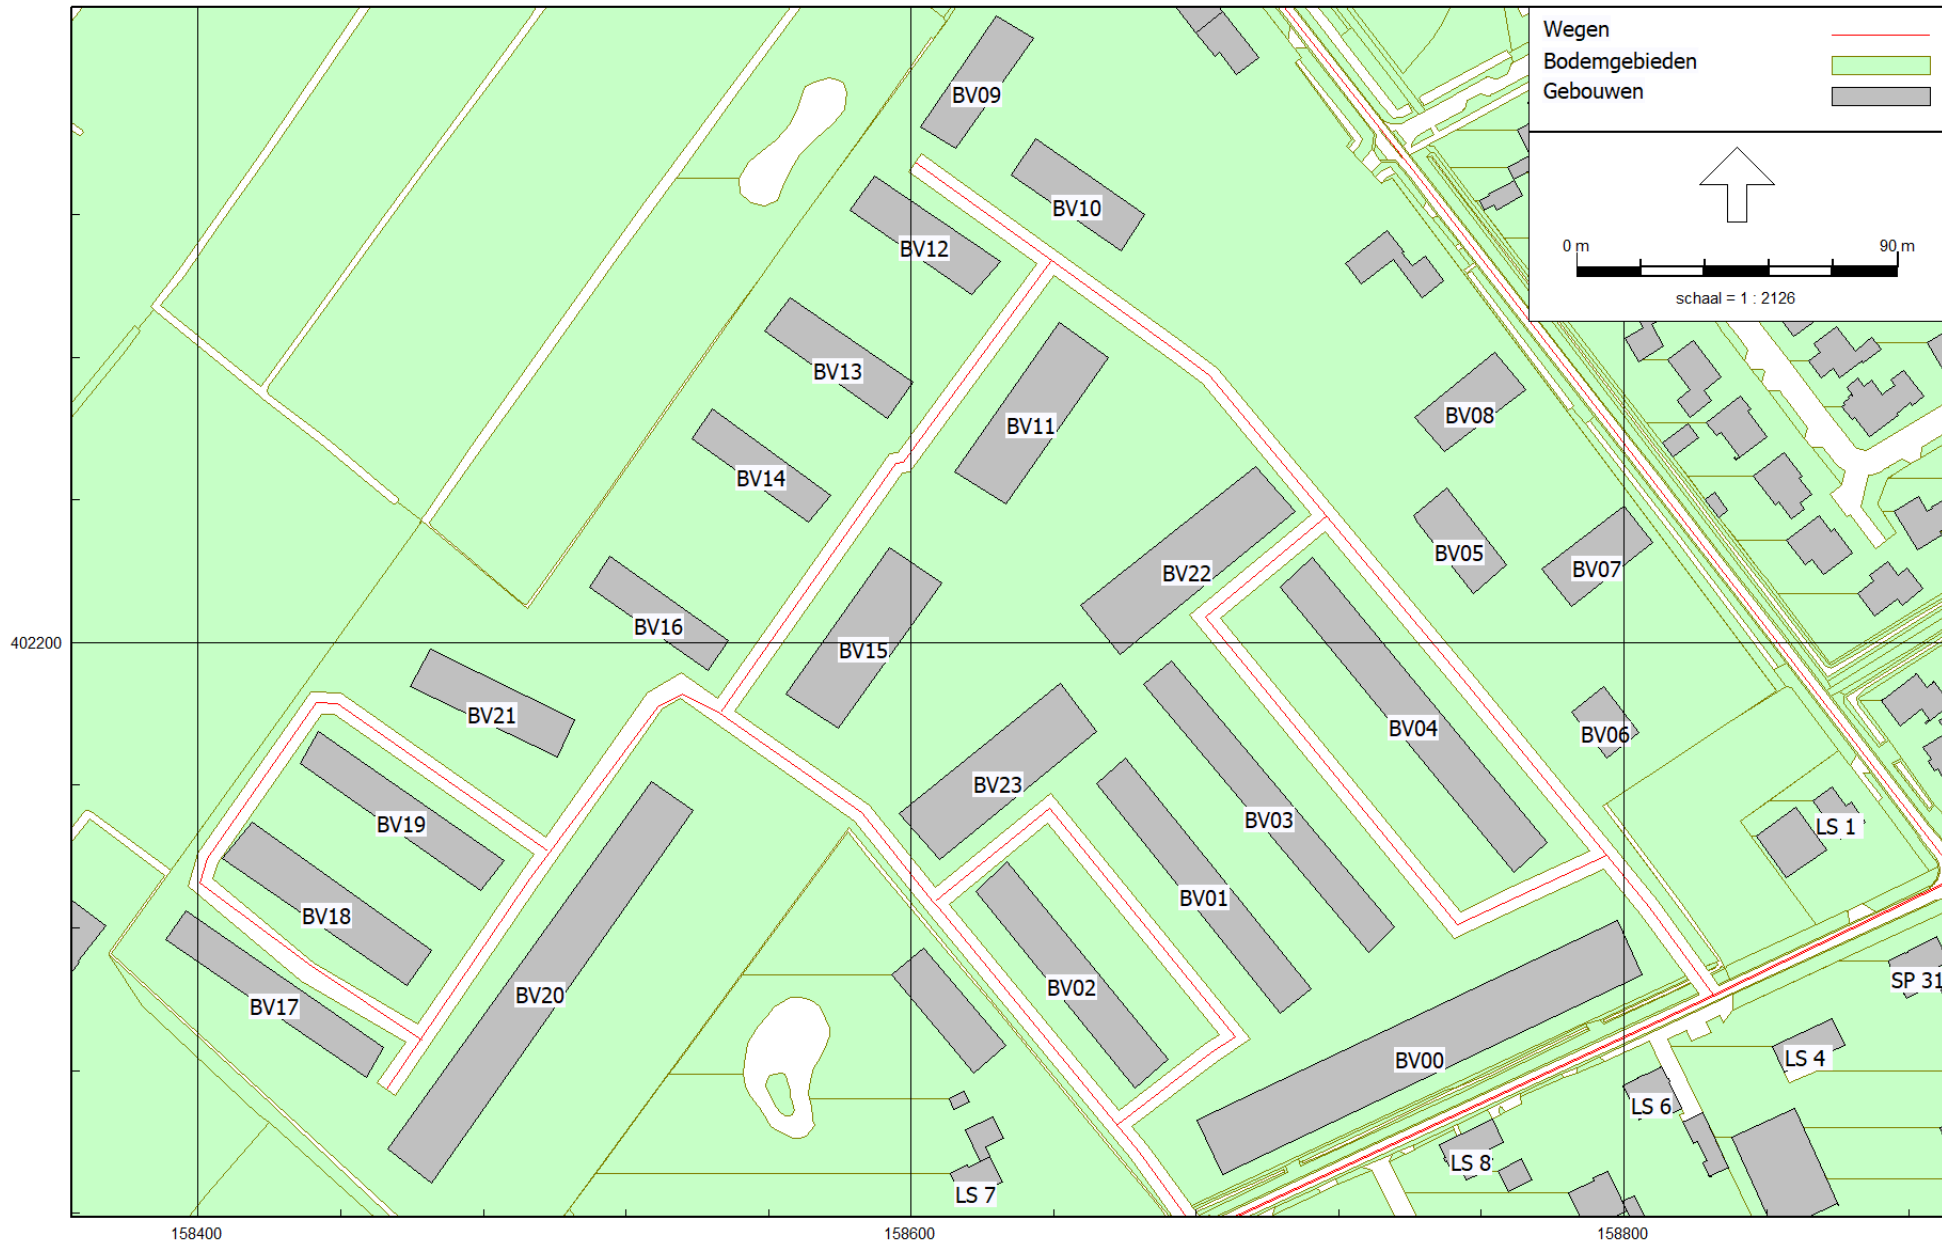 Wegen
Bodemgebieden
Gebouwen
0 m 90 m
schaal = 1 : 2126
BV09
BV10
BV12
BV13
BV11
BV08
BV14
BV05
BV07
BV22
BV16
BV15
402200
BV21
BV04
BV06
BV23
BV19
BV03
LS 1
BV01
BV18
SP 31
BV20
BV02
BV17
BV00
LS 4
LS 6
LS 8
LS 7
158400 158600 158800